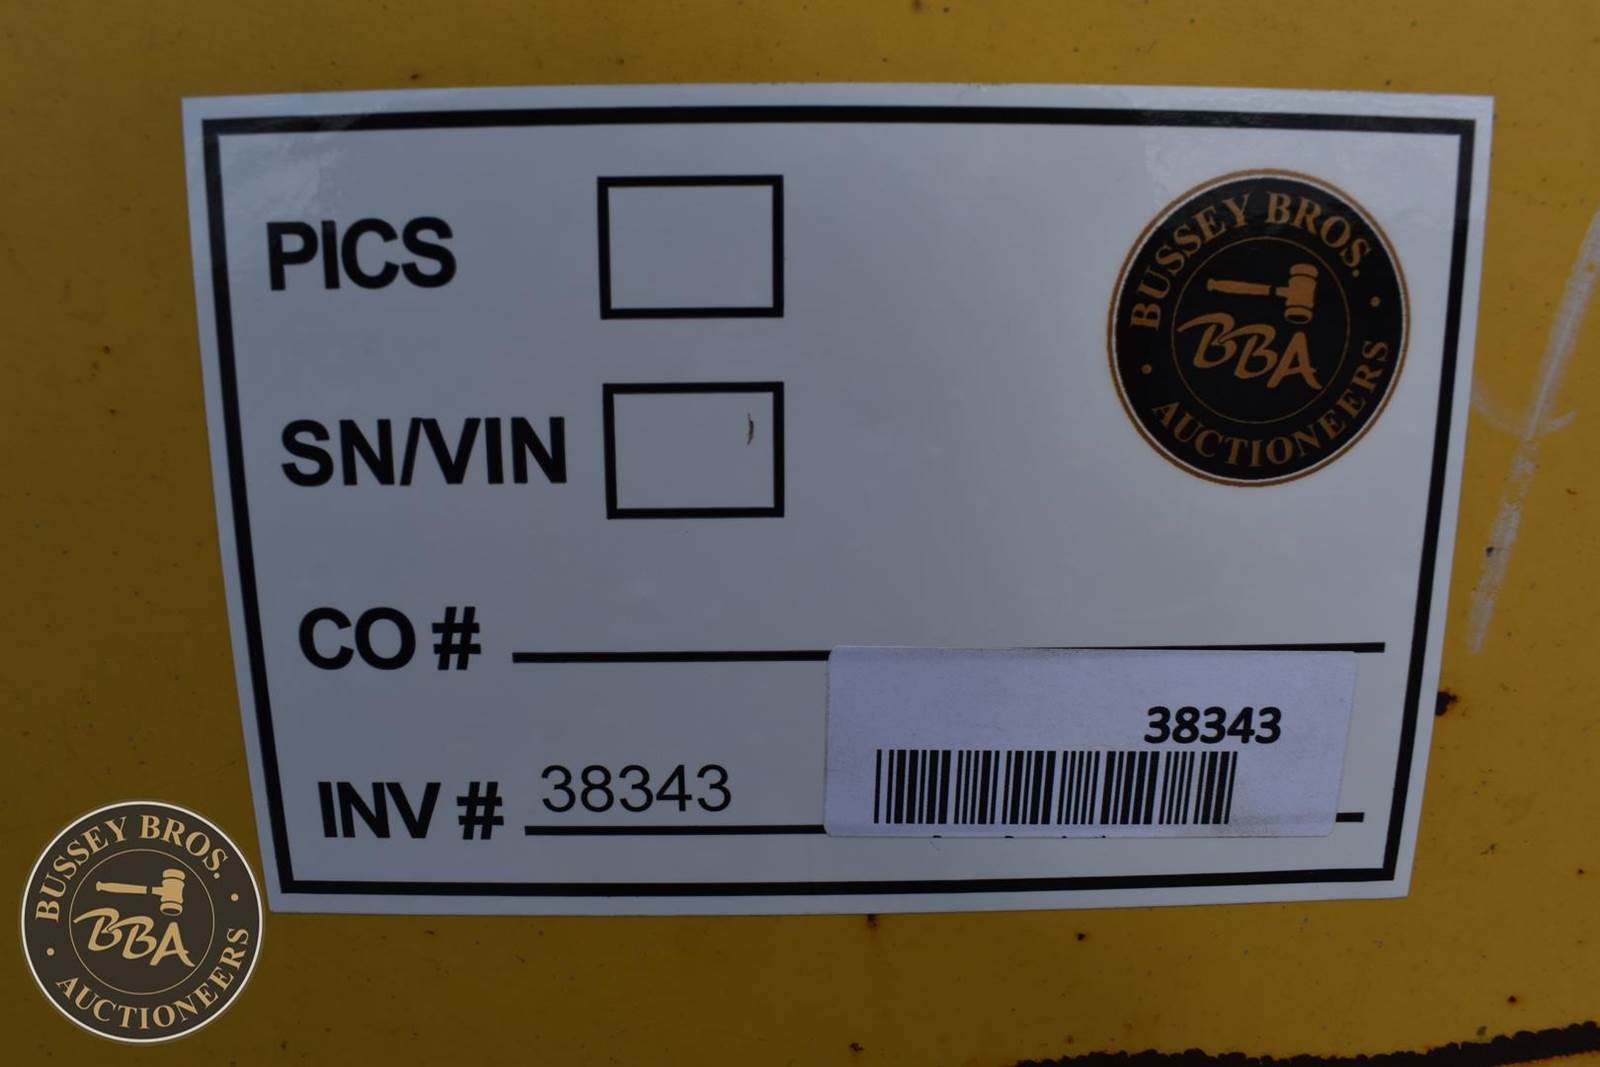 PICS
BUSSEY BROS.
BBA
AUCTIONEERS
SN/VIN
CO #
38343
INV # 38343
BUSSEY BROS.
BBA
AUCTIONEERS